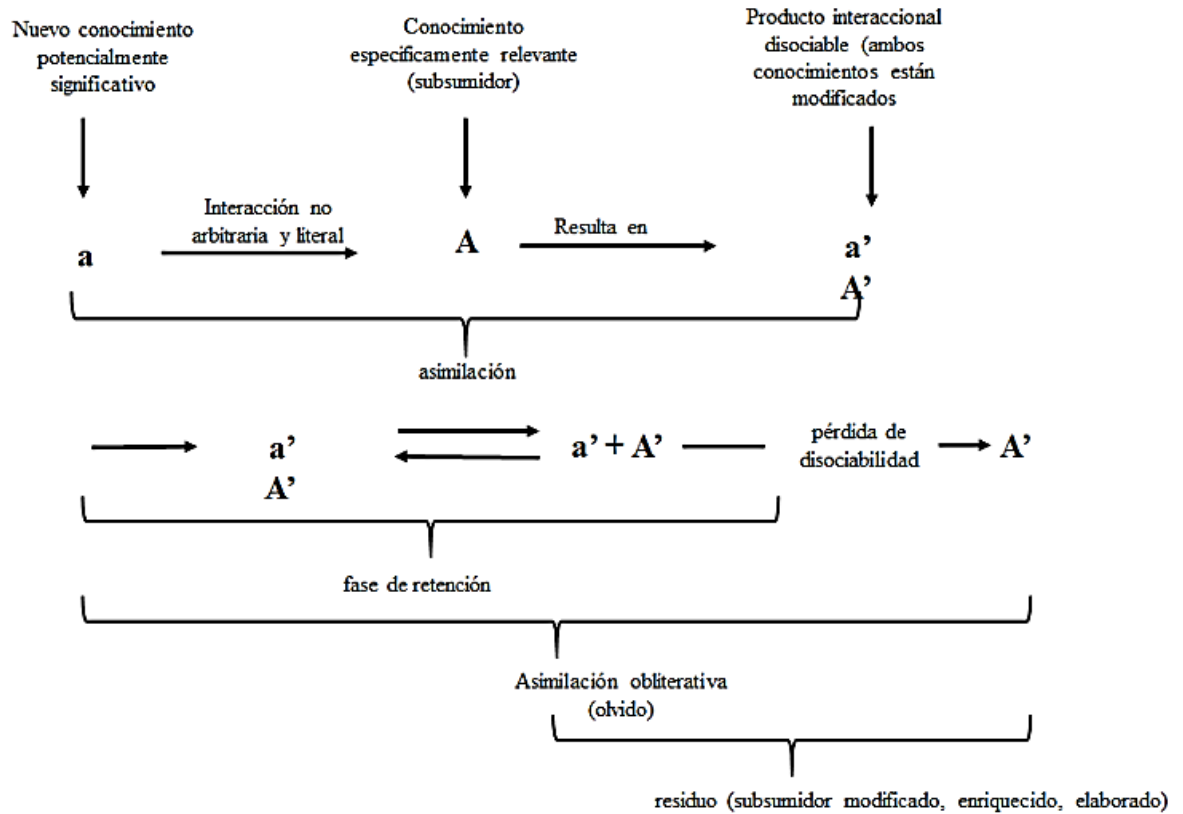 Nuevo conocimiento
potencialmente
significativo
Conocimiento
específicamente relevante
(subsumidor)
Producto interaccional
disociable (ambos
conocimientos están
modificados
a
Interacción no
arbitraria y literal
A
Resulta en
a’
A’
asimilación
a’
A’
a’ + A’
pérdida de
disociabilidad
A’
fase de retención
Asimilación obliterativa
(olvido)
residuo (subsumidor modificado, enriquecido, elaborado)